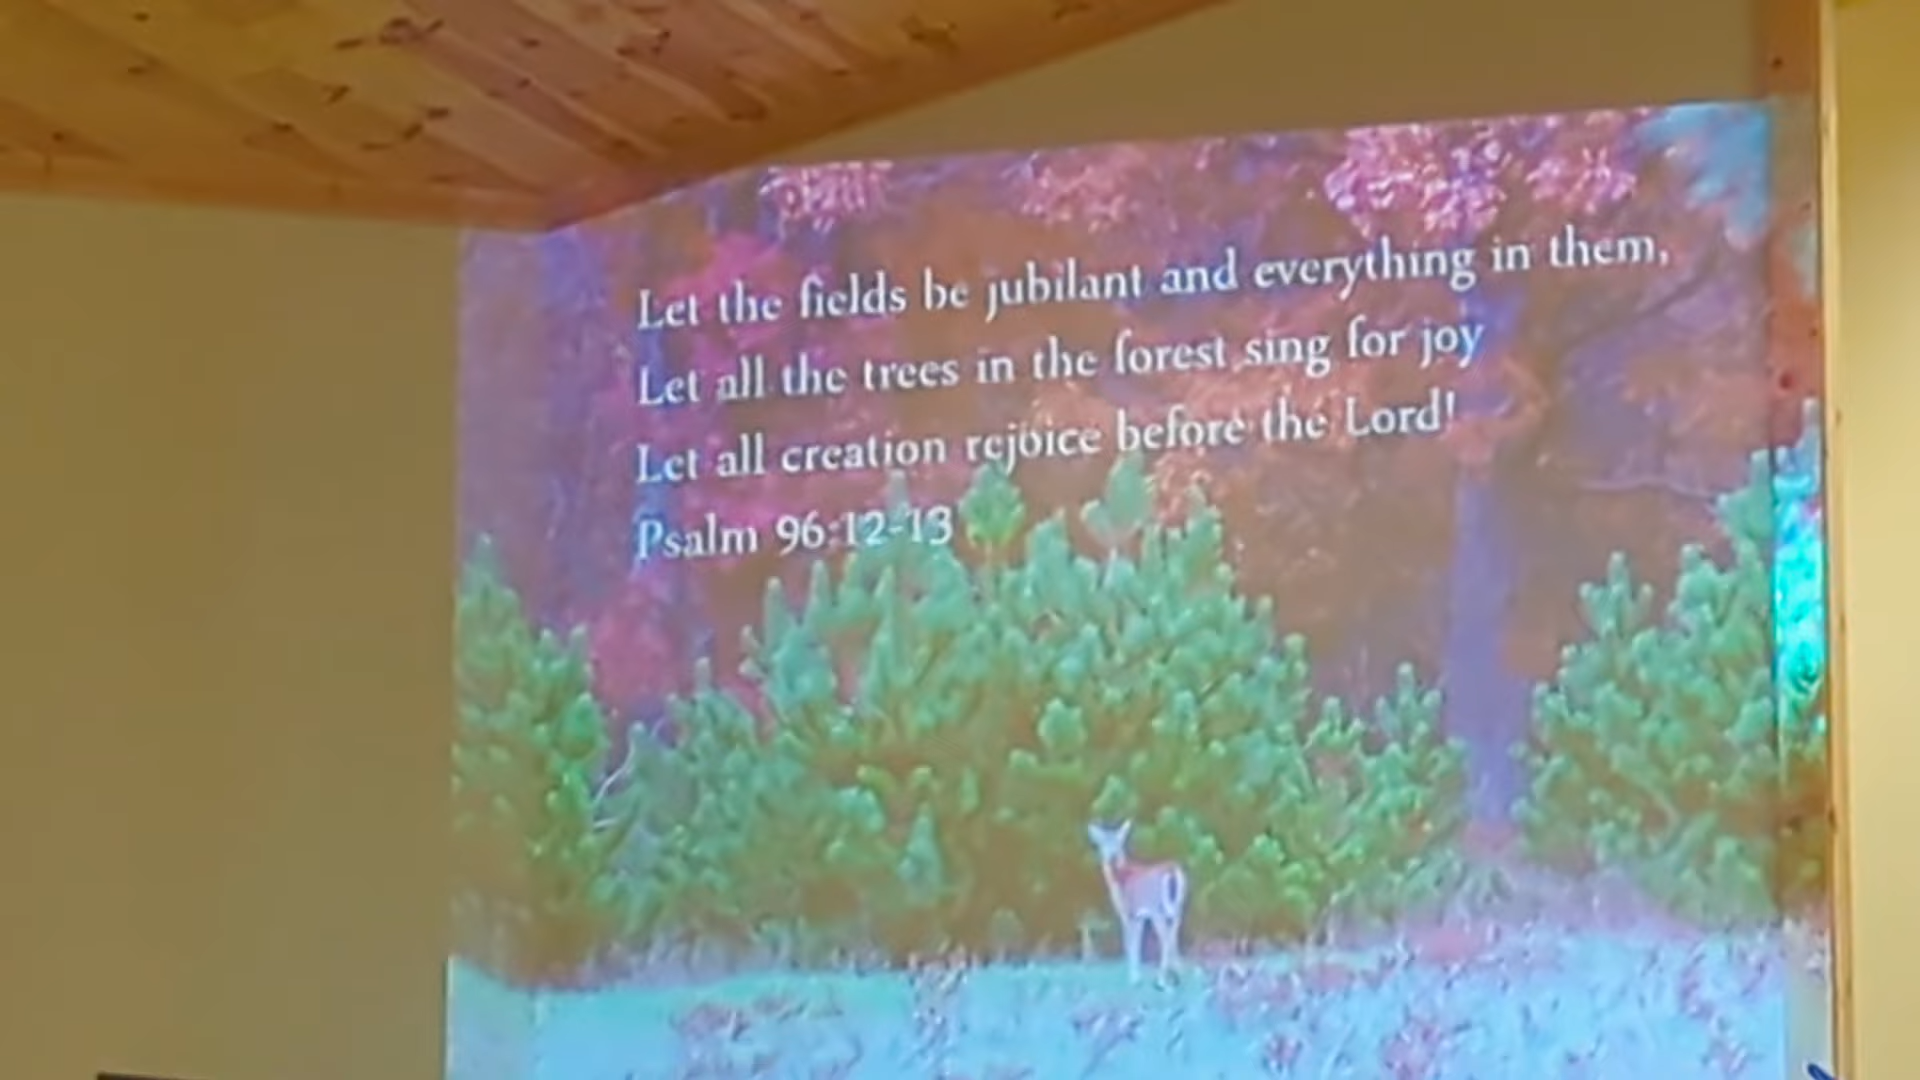 Let the fields be jubilant and everything in them,
Let all the trees in the forest sing for joy
Let all creation rejoice before the Lord!
Psalm 96:12-13